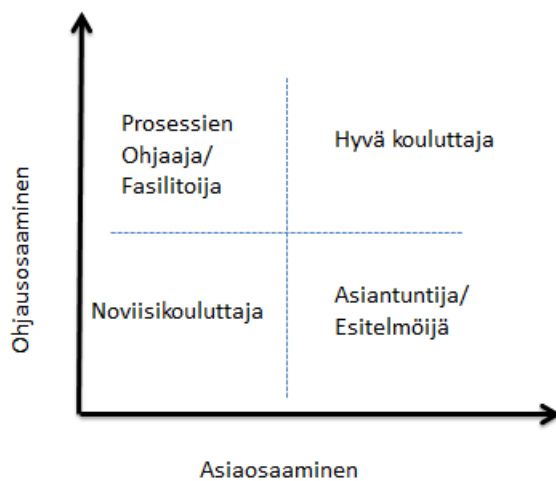 Prosessien
Ohjaaja/
Fasilitoija
Hyvä kouluttaja
Ohjausosaaminen
Noviisikouluttaja
Asiantuntija/
Esitelmöijä
Asiaosaaminen